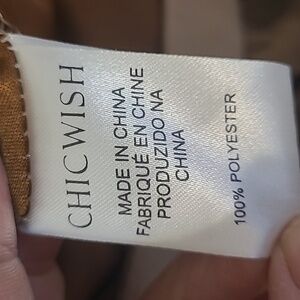 CHICWISH
MADE IN CHINA
FABRIQUÉ EN CHINE
PRODUZIDO NA
CHINA
100% POLYESTER